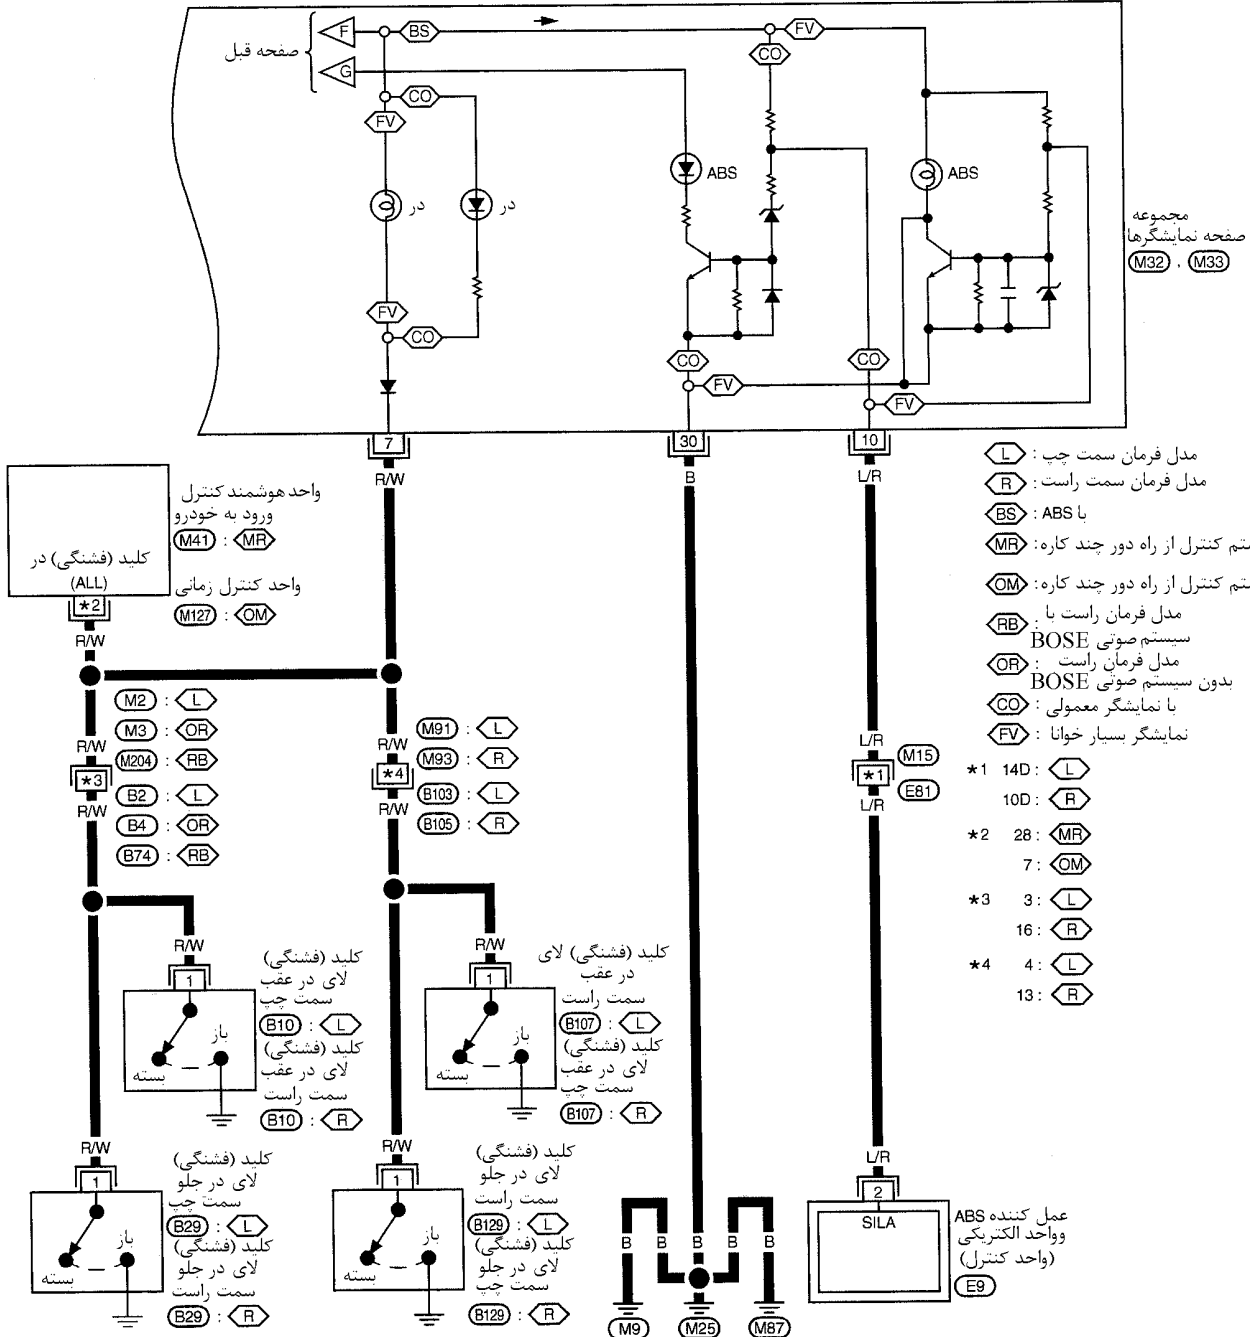 صفحه قبل
F
BS
FV
G
CO
CO
FV
ABS
ABS
در
در
مجموعه
صفحه نمایشگرها
M32 , M33
FV
CO
CO
FV
CO
FV
7
30
10
R/W
B
L/R
واحد هوشمند کنترل
ورود به خودرو
M41 : MR
کلید (فشنگی) در
(ALL)
واحد کنترل زمانی
M127 : OM
*2
R/W
M2 : L
M3 : OR
M204 : RB
R/W
*3
R/W
B2 : L
B4 : OR
B74 : RB
M91 : L
M93 : R
R/W
*4
R/W
B103 : L
B105 : R
L/R
*1
L/R
M15
E81
مدل فرمان سمت چپ : L
مدل فرمان سمت راست : R
با ABS : BS
ستم کنترل از راه دور چند کاره: MR
ستم کنترل از راه دور چند کاره: OM
مدل فرمان راست با
سیستم صوتی BOSE : RB
مدل فرمان راست
بدون سیستم صوتی BOSE : OR
با نمایشگر معمولی : CO
نمایشگر بسیار خوانا : FV
*1 14D : L
10D : R
*2 28 : MR
7 : OM
*3 3 : L
16 : R
*4 4 : L
13 : R
R/W
1
باز
بسته
کلید (فشنگی)
لای در عقب
سمت چپ
B10 : L
کلید (فشنگی)
لای در عقب
سمت راست
B10 : R
R/W
1
باز
بسته
کلید (فشنگی) لای
در عقب
سمت راست
B107 : L
کلید (فشنگی)
لای در عقب
سمت چپ
B107 : R
R/W
1
باز
بسته
کلید (فشنگی)
لای در جلو
سمت چپ
B29 : L
کلید (فشنگی)
لای در جلو
سمت راست
B29 : R
R/W
1
باز
بسته
کلید (فشنگی)
لای در جلو
سمت راست
B129 : L
کلید (فشنگی)
لای در جلو
سمت چپ
B129 : R
B B B B B
M9 M25 M87
L/R
2
SILA
عمل کننده ABS
وواحد الکتریکی
(واحد کنترل)
E9